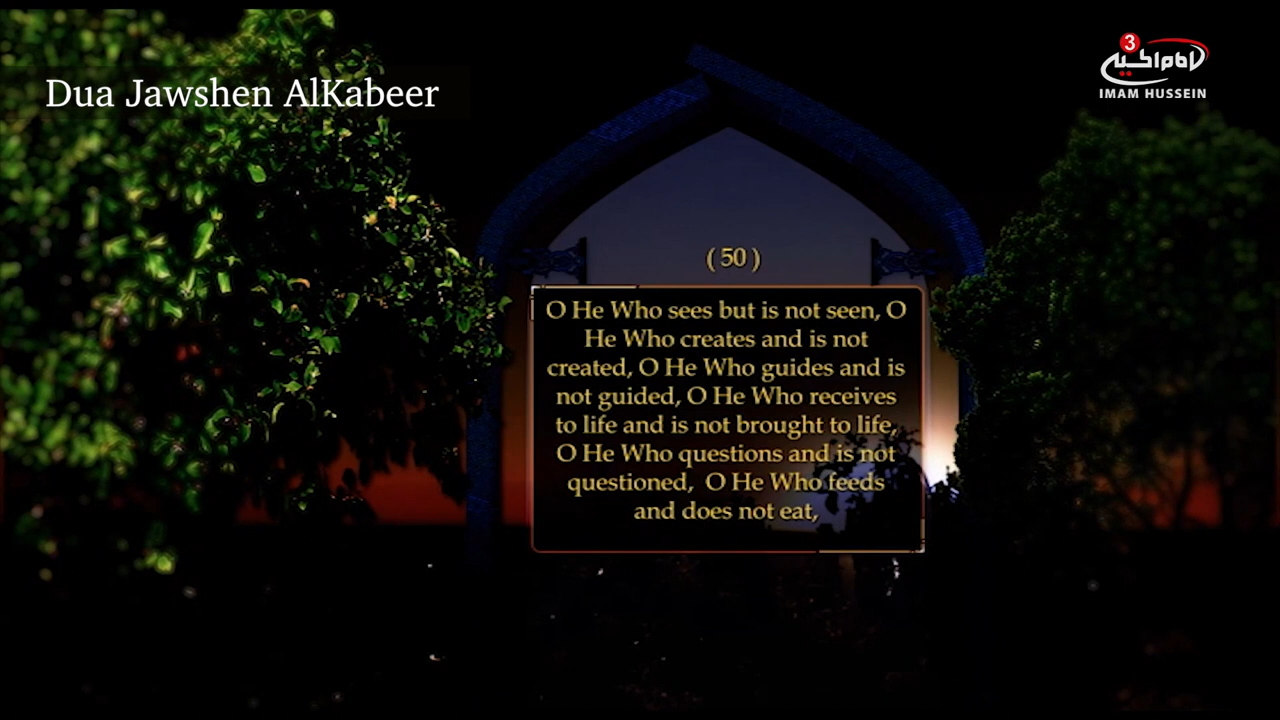 Dua Jawshen AlKabeer
3
IMAM HUSSEIN
( 50 )
O He Who sees but is not seen, O
He Who creates and is not
created, O He Who guides and is
not guided, O He Who receives
to life and is not brought to life,
O He Who questions and is not
questioned,  O He Who feeds
and does not eat,